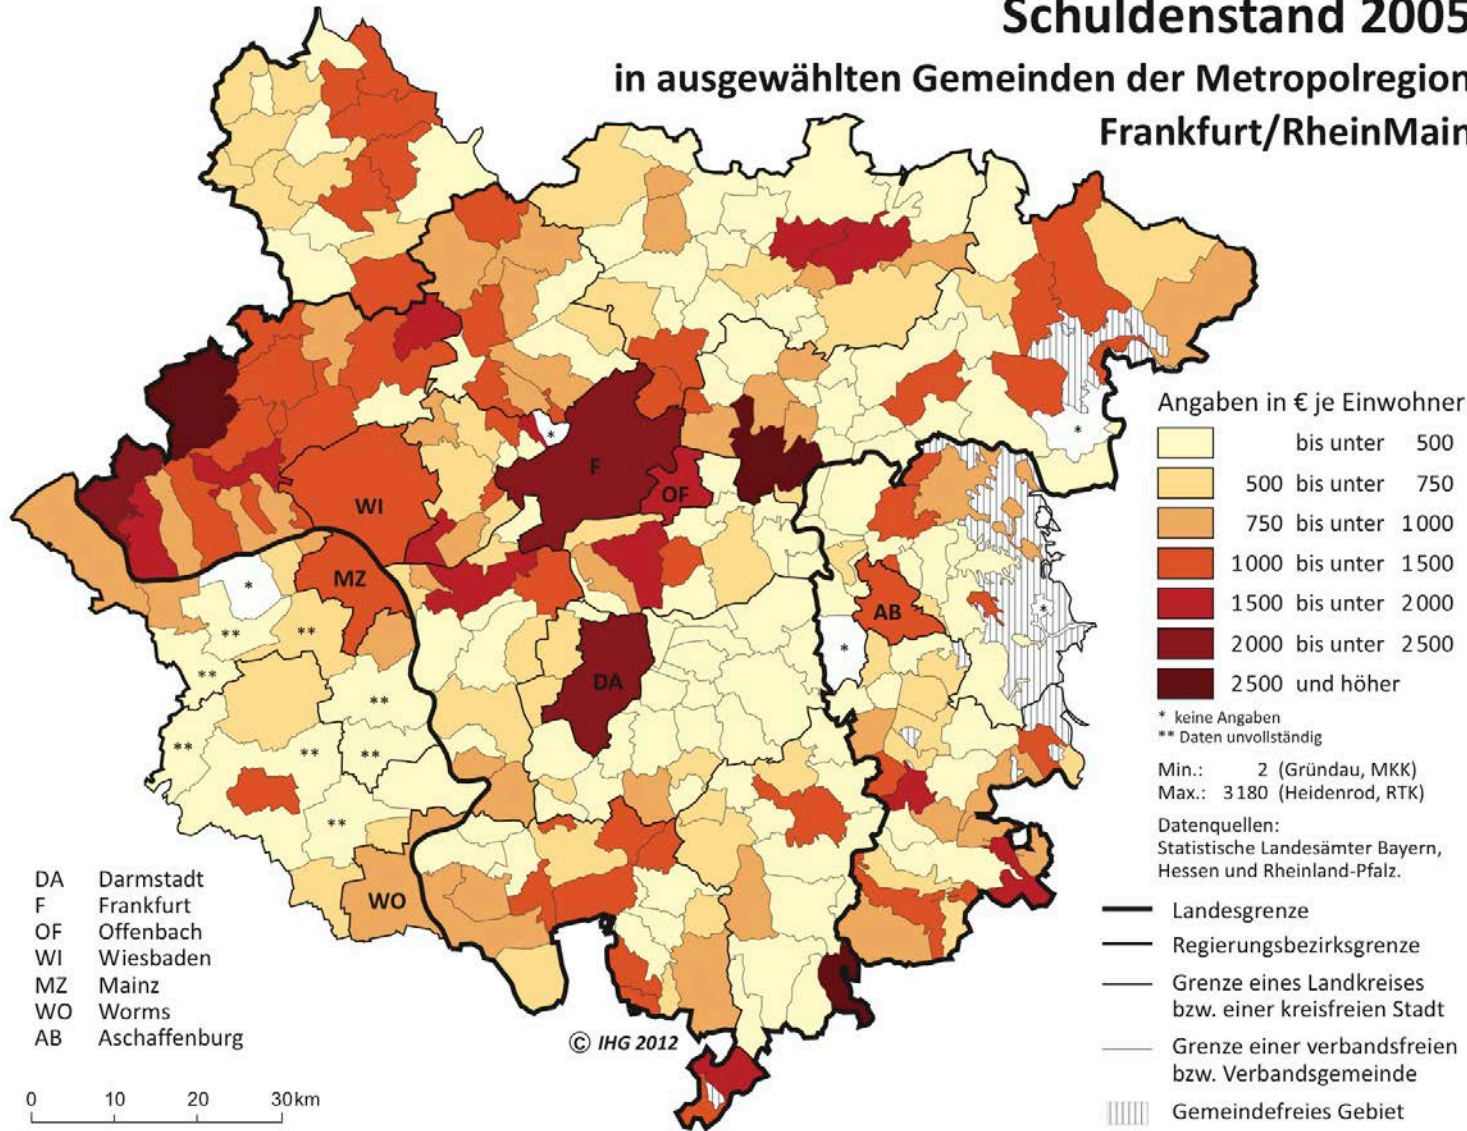 Schuldenstand 2005
in ausgewählten Gemeinden der Metropolregion
Frankfurt/RheinMain
Angaben in € je Einwohner
bis unter 500
500 bis unter 750
750 bis unter 1000
1000 bis unter 1500
1500 bis unter 2000
2000 bis unter 2500
2500 und höher
* keine Angaben
** Daten unvollständig
Min.: 2 (Gründau, MKK)
Max.: 3180 (Heidenrod, RTK)
Datenquellen:
Statistische Landesämter Bayern,
Hessen und Rheinland-Pfalz.
Landesgrenze
Regierungsbezirksgrenze
Grenze eines Landkreises
bzw. einer kreisfreien Stadt
Grenze einer verbandsfreien
bzw. Verbandsgemeinde
Gemeindefreies Gebiet
*
*
F
OF
WI
*
MZ
**
**
*
AB
*
**
DA
**
**
**
**
**
WO
DA Darmstadt
F Frankfurt
OF Offenbach
WI Wiesbaden
MZ Mainz
WO Worms
AB Aschaffenburg
© IHG 2012
0 10 20 30km